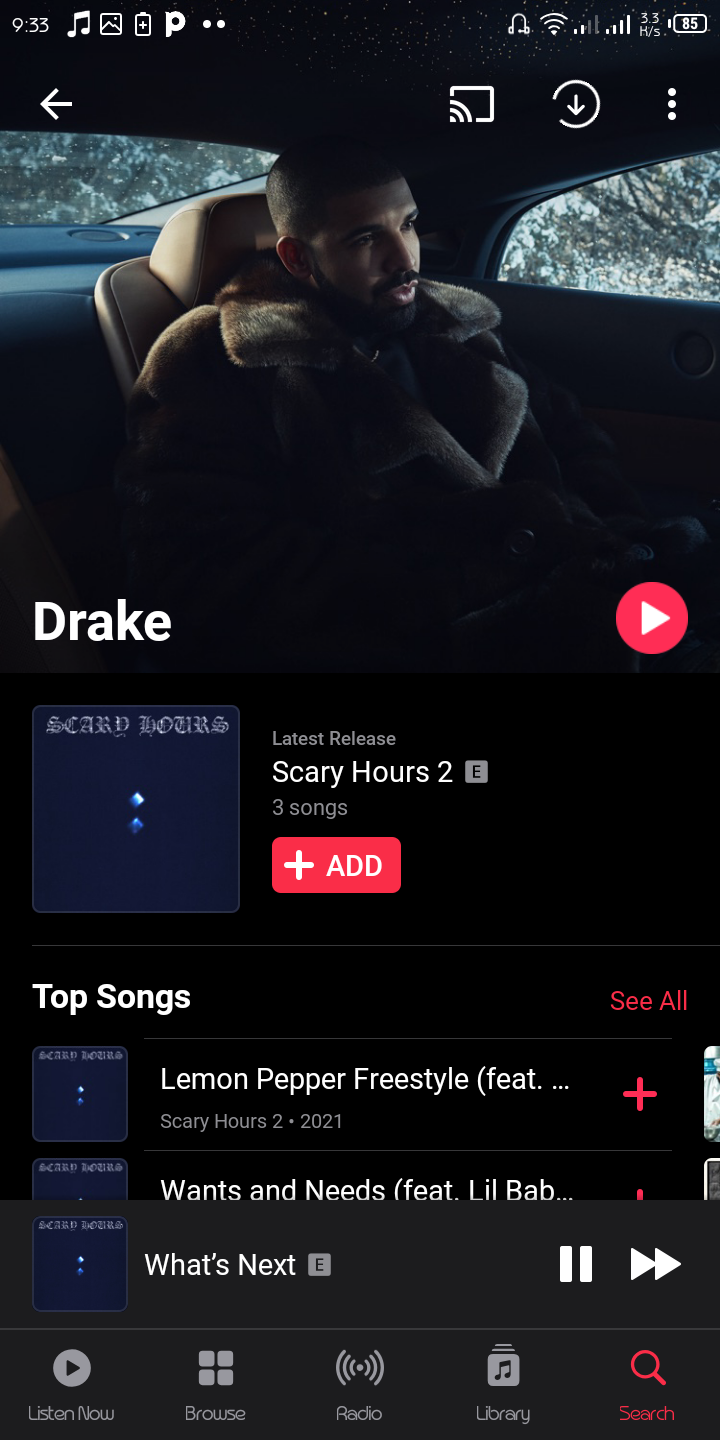 9:33
3.3
K/s
85
Drake
SCARY HOURS
Latest Release
Scary Hours 2 E
3 songs
ADD
Top Songs
See All
SCARY HOURS
Lemon Pepper Freestyle (feat. ...
Scary Hours 2 • 2021
SCARY HOURS
Wants and Needs (feat. Lil Bab...
SCARY HOURS
What's Next E
Listen Now
Browse
Radio
Library
Search